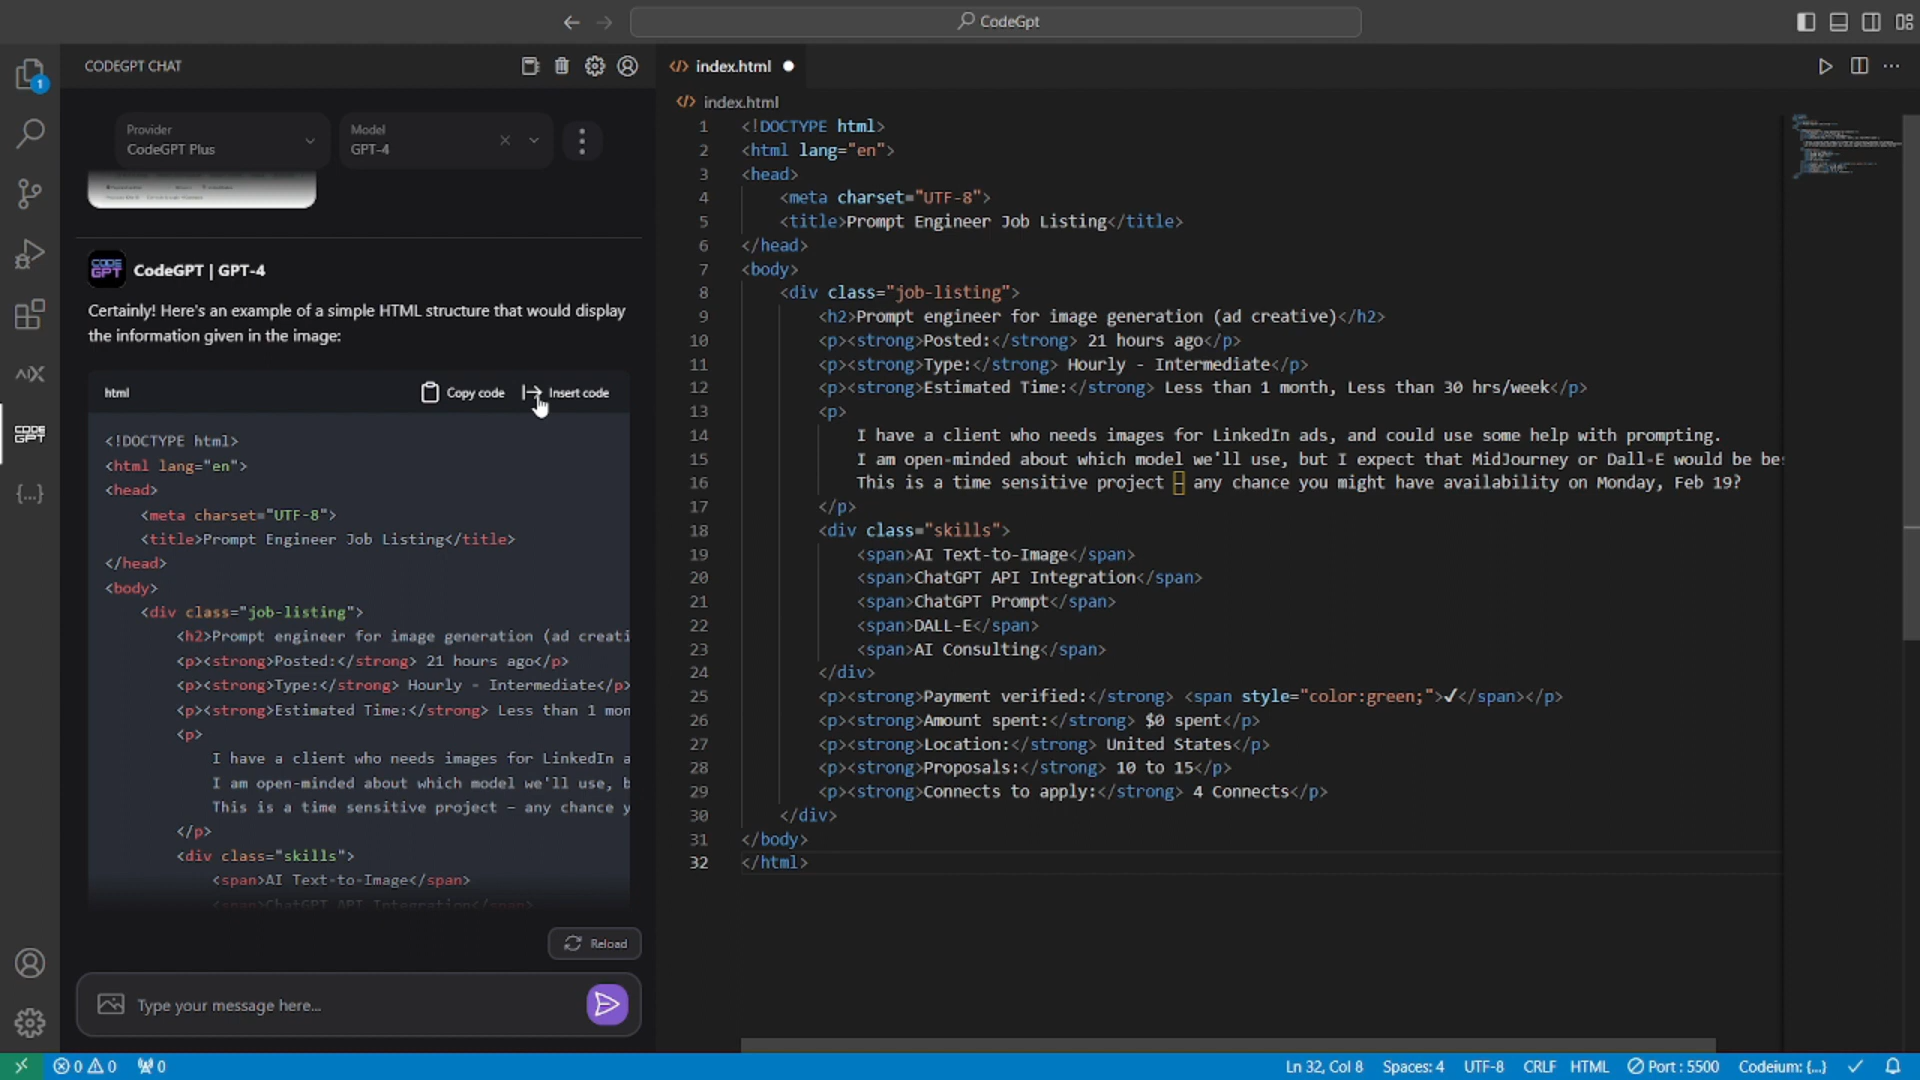 CodeGpt
CODEGPT CHAT
index.html
1
index.html
Provider
CodeGPT Plus
Model
GPT-4
CODE GPT
CodeGPT | GPT-4
Certainly! Here's an example of a simple HTML structure that would display
the information given in the image:
html
Copy code
Insert code
<!DOCTYPE html>
<html lang="en">
<head>
<meta charset="UTF-8">
<title>Prompt Engineer Job Listing</title>
</head>
<body>
<div class="job-listing">
<h2>Prompt engineer for image generation (ad creati
<p><strong>Posted:</strong> 21 hours ago</p>
<p><strong>Type:</strong> Hourly - Intermediate</p>
<p><strong>Estimated Time:</strong> Less than 1 mon
<p>
I have a client who needs images for LinkedIn a
I am open-minded about which model we'll use, b
This is a time sensitive project – any chance y
</p>
<div class="skills">
<span>AI Text-to-Image</span>
<span>ChatGPT API Integration</span>
Reload
Type your message here...
CODE GPT
{...}
1 <!DOCTYPE html>
2 <html lang="en">
3 <head>
4 <meta charset="UTF-8">
5 <title>Prompt Engineer Job Listing</title>
6 </head>
7 <body>
8 <div class="job-listing">
9 <h2>Prompt engineer for image generation (ad creative)</h2>
10 <p><strong>Posted:</strong> 21 hours ago</p>
11 <p><strong>Type:</strong> Hourly - Intermediate</p>
12 <p><strong>Estimated Time:</strong> Less than 1 month, Less than 30 hrs/week</p>
13 <p>
14 I have a client who needs images for LinkedIn ads, and could use some help with prompting.
15 I am open-minded about which model we'll use, but I expect that MidJourney or Dall-E would be be
16 This is a time sensitive project – any chance you might have availability on Monday, Feb 19?
17 </p>
18 <div class="skills">
19 <span>AI Text-to-Image</span>
20 <span>ChatGPT API Integration</span>
21 <span>ChatGPT Prompt</span>
22 <span>DALL-E</span>
23 <span>AI Consulting</span>
24 </div>
25 <p><strong>Payment verified:</strong> <span style="color:green;">✔</span></p>
26 <p><strong>Amount spent:</strong> $0 spent</p>
27 <p><strong>Location:</strong> United States</p>
28 <p><strong>Proposals:</strong> 10 to 15</p>
29 <p><strong>Connects to apply:</strong> 4 Connects</p>
30 </div>
31 </body>
32 </html>
0 0 0
Ln 32, Col 8 Spaces: 4 UTF-8 CRLF HTML Port : 5500 Codeium: {...}